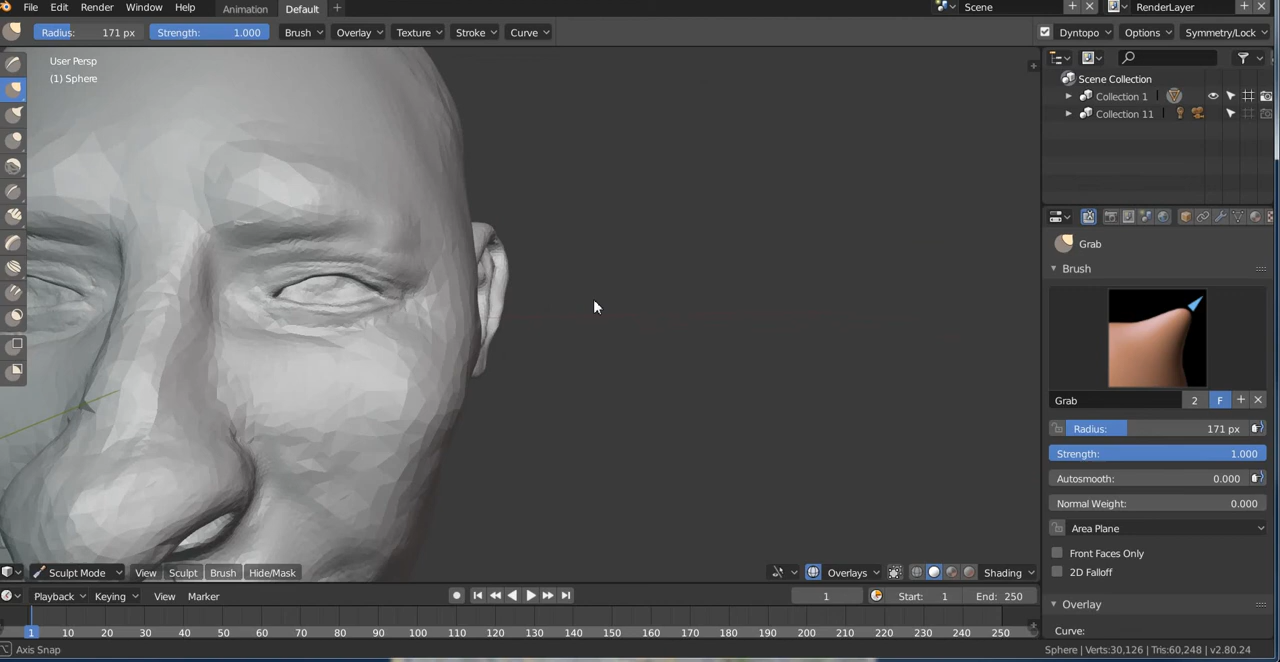 File Edit Render Window Help Animation Default + Scene RenderLayer
Radius: 171 px Strength: 1.000 Brush Overlay Texture Stroke Curve Dyntopo Options Symmetry/Lock
User Persp
(1) Sphere
Scene Collection
Collection 1
Collection 11
Grab
Brush
Grab 2 F
Radius: 171 px
Strength: 1.000
Autosmooth: 0.000
Normal Weight: 0.000
Area Plane
Front Faces Only
2D Falloff
Overlay
Curve:
Sculpt Mode View Sculpt Brush Hide/Mask Overlays Shading
Playback Keying View Marker 1 Start: 1 End: 250
1 10 20 30 40 50 60 70 80 90 100 110 120 130 140 150 160 170 180 190 200 210 220 230 240 250
Axis Snap Sphere | Verts:30,126 | Tris:60,248 | v2.80.24